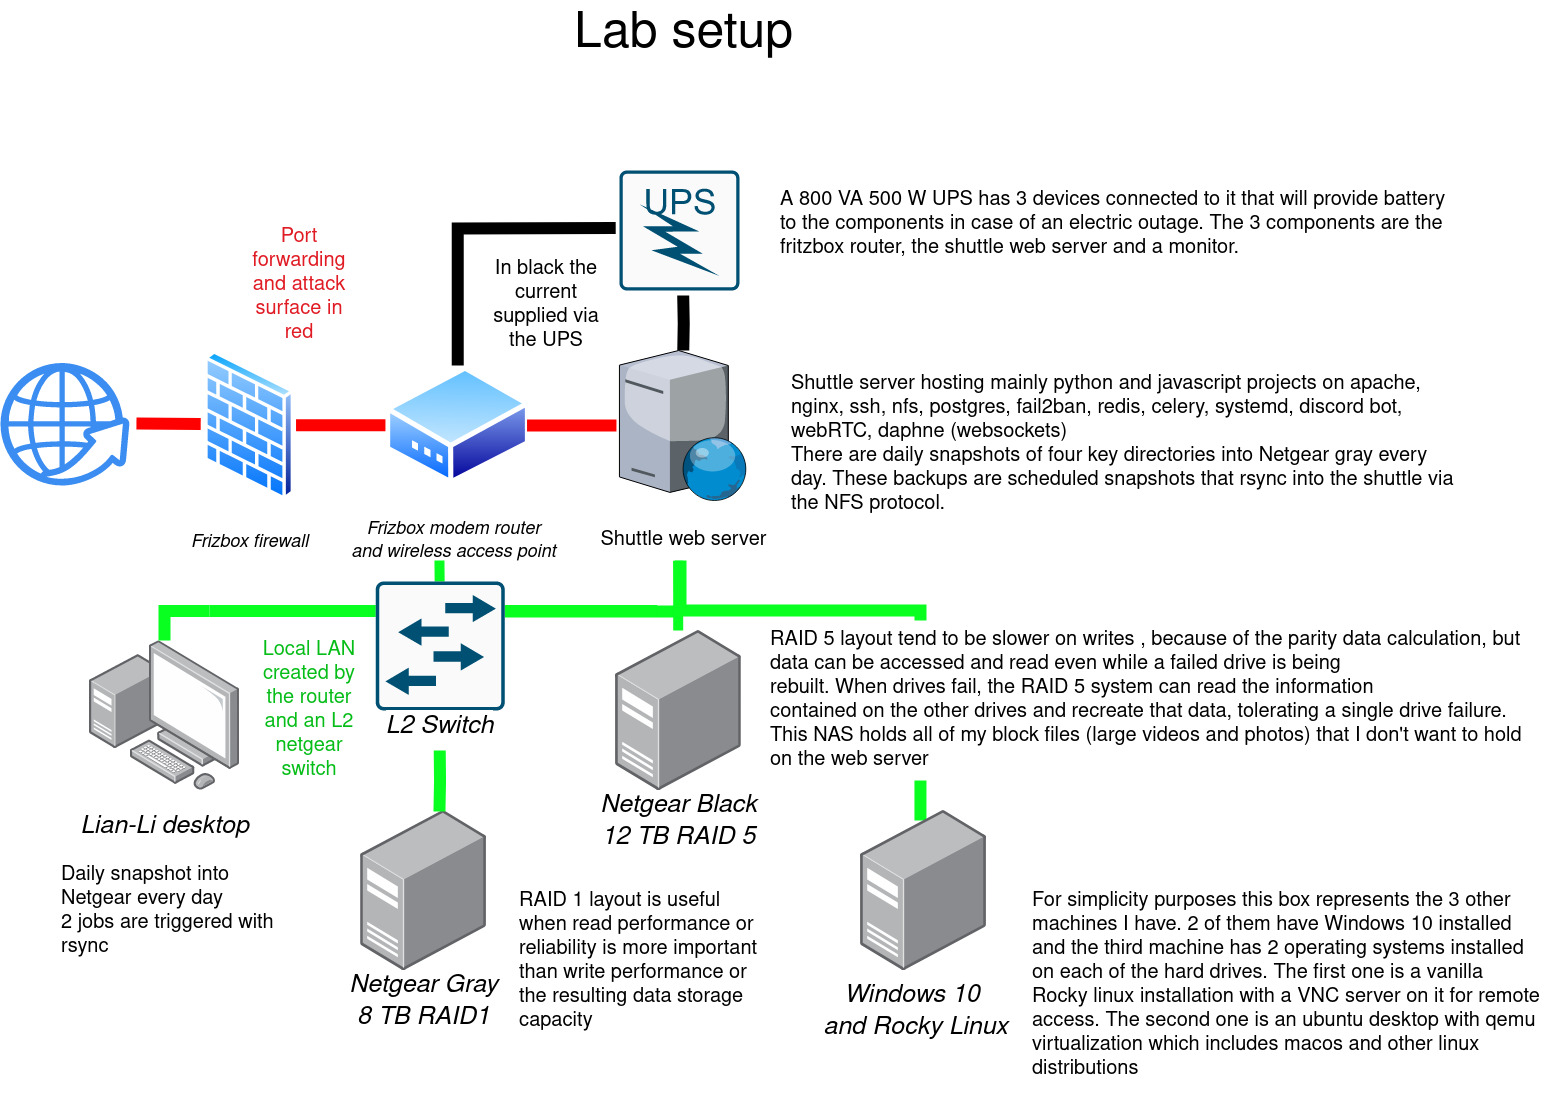 Lab setup
UPS
A 800 VA 500 W UPS has 3 devices connected to it that will provide battery
to the components in case of an electric outage. The 3 components are the
fritzbox router, the shuttle web server and a monitor.
Port
forwarding
and attack
surface in
red
In black the
current
supplied via
the UPS
Shuttle server hosting mainly python and javascript projects on apache,
nginx, ssh, nfs, postgres, fail2ban, redis, celery, systemd, discord bot,
webRTC, daphne (websockets)
There are daily snapshots of four key directories into Netgear gray every
day. These backups are scheduled snapshots that rsync into the shuttle via
the NFS protocol.
Frizbox firewall
Frizbox modem router
and wireless access point
Shuttle web server
Local LAN
created by
the router
and an L2
netgear
switch
L2 Switch
RAID 5 layout tend to be slower on writes , because of the parity data calculation, but
data can be accessed and read even while a failed drive is being
rebuilt. When drives fail, the RAID 5 system can read the information
contained on the other drives and recreate that data, tolerating a single drive failure.
This NAS holds all of my block files (large videos and photos) that I don't want to hold
on the web server
Lian-Li desktop
Netgear Black
12 TB RAID 5
Daily snapshot into
Netgear every day
2 jobs are triggered with
rsync
Netgear Gray
8 TB RAID1
RAID 1 layout is useful
when read performance or
reliability is more important
than write performance or
the resulting data storage
capacity
Windows 10
and Rocky Linux
For simplicity purposes this box represents the 3 other
machines I have. 2 of them have Windows 10 installed
and the third machine has 2 operating systems installed
on each of the hard drives. The first one is a vanilla
Rocky linux installation with a VNC server on it for remote
access. The second one is an ubuntu desktop with qemu
virtualization which includes macos and other linux
distributions